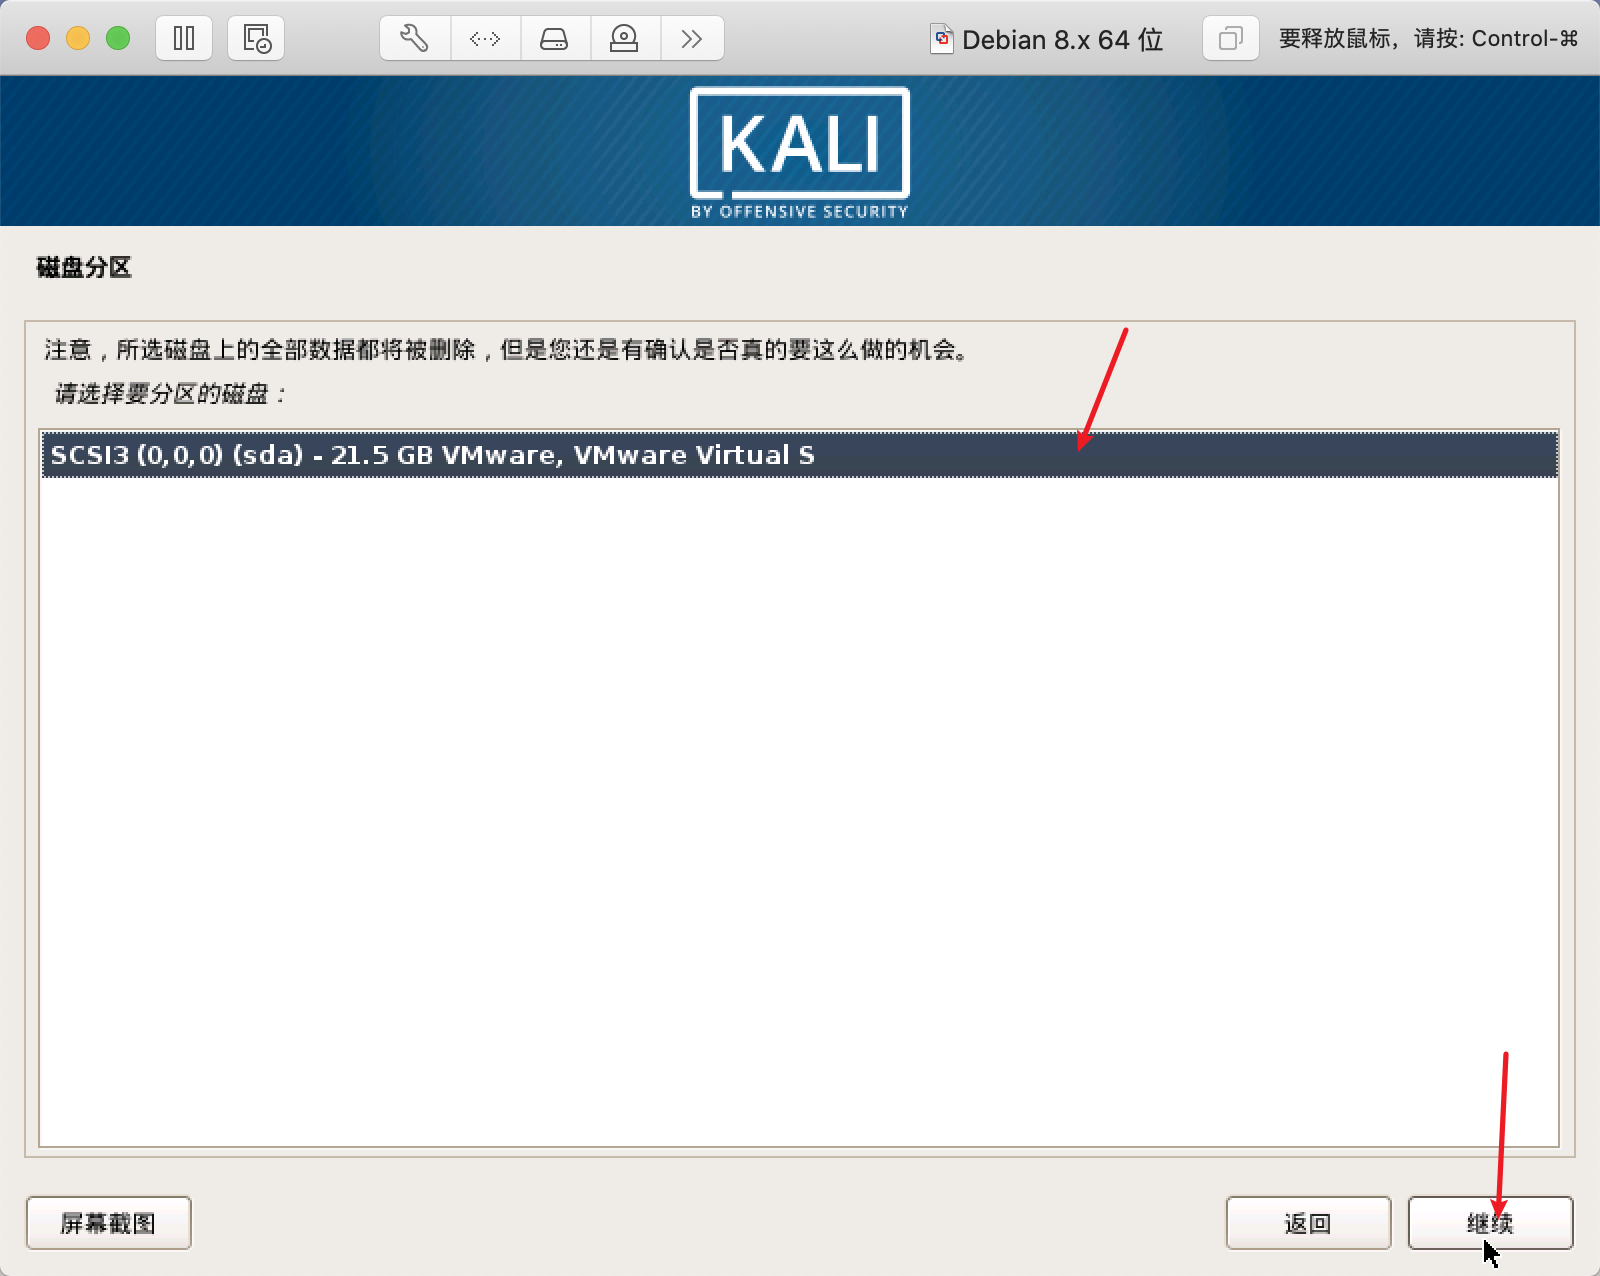 Debian 8.x 64 位
要释放鼠标，请按: Control-⌘
KALI
BY OFFENSIVE SECURITY
磁盘分区
注意，所选磁盘上的全部数据都将被删除，但是您还是有确认是否真的要这么做的机会。
请选择要分区的磁盘：
SCSI3 (0,0,0) (sda) - 21.5 GB VMware, VMware Virtual S
屏幕截图
返回
继续